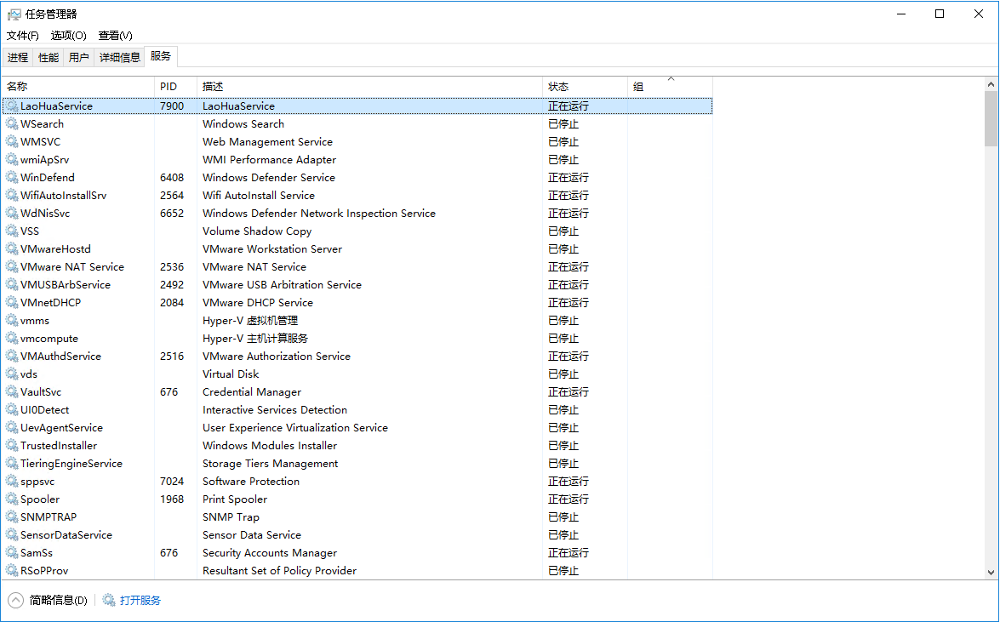 任务管理器
文件(F) 选项(O) 查看(V)
进程 性能 用户 详细信息 服务
名称 PID 描述 状态 组
LaoHuaService 7900 LaoHuaService 正在运行
WSearch Windows Search 已停止
WMSVC Web Management Service 已停止
wmiApSrv WMI Performance Adapter 已停止
WinDefend 6408 Windows Defender Service 正在运行
WifiAutoInstallSrv 2564 Wifi AutoInstall Service 正在运行
WdNisSvc 6652 Windows Defender Network Inspection Service 正在运行
VSS Volume Shadow Copy 已停止
VMwareHostd VMware Workstation Server 已停止
VMware NAT Service 2536 VMware NAT Service 正在运行
VMUSBArbService 2492 VMware USB Arbitration Service 正在运行
VMnetDHCP 2084 VMware DHCP Service 正在运行
vmms Hyper-V 虚拟机管理 已停止
vmcompute Hyper-V 主机计算服务 已停止
VMAuthdService 2516 VMware Authorization Service 正在运行
vds Virtual Disk 已停止
VaultSvc 676 Credential Manager 正在运行
UI0Detect Interactive Services Detection 已停止
UevAgentService User Experience Virtualization Service 已停止
TrustedInstaller Windows Modules Installer 已停止
TieringEngineService Storage Tiers Management 已停止
sppsvc 7024 Software Protection 正在运行
Spooler 1968 Print Spooler 正在运行
SNMPTRAP SNMP Trap 已停止
SensorDataService Sensor Data Service 已停止
SamSs 676 Security Accounts Manager 正在运行
RSoPProv Resultant Set of Policy Provider 已停止
简略信息(D) 打开服务